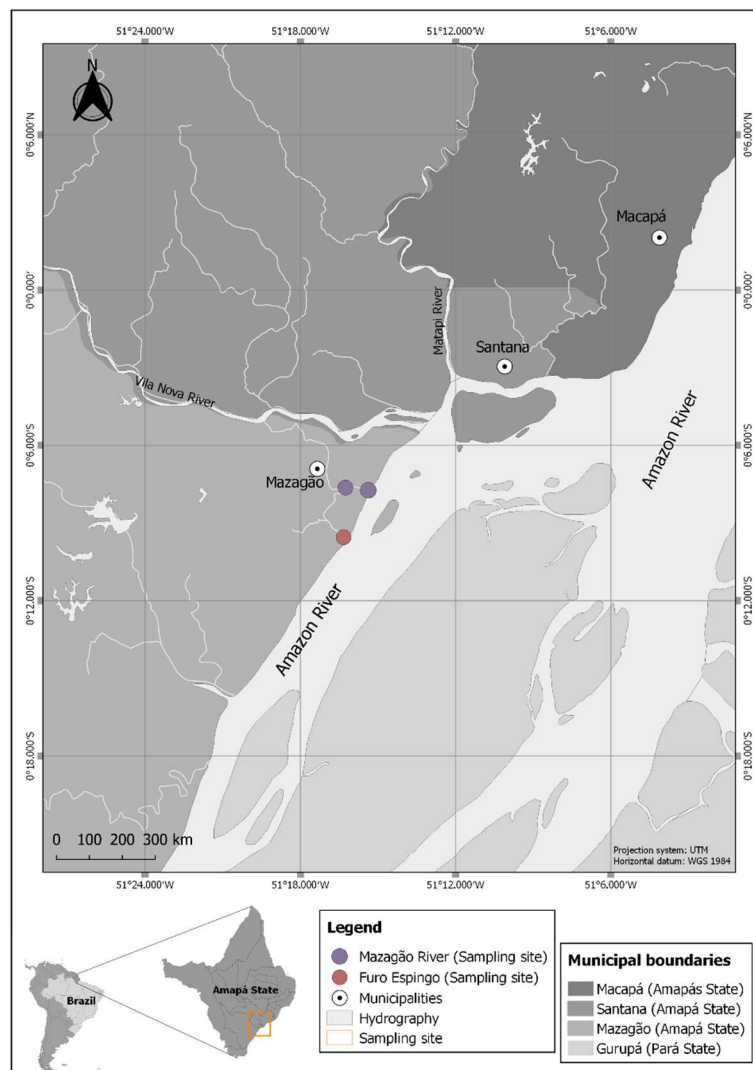 51°24.000'W 51°18.000'W 51°12.000'W 51°6.000'W
N
0°6.000'N 0°6.000'N
Macapá
0°0.000' 0°0.000'
Matapi River
Santana
Vila Nova River
0°6.000'S 0°6.000'S
Amazon River
Mazagão
0°12.000'S 0°12.000'S
Amazon River
0°18.000'S 0°18.000'S
0 100 200 300 km
Projection system: UTM
Horizontal datum: WGS 1984
51°24.000'W 51°18.000'W 51°12.000'W 51°6.000'W
Brazil
Amapá State
Legend
Mazagão River (Sampling site)
Furo Espingo (Sampling site)
Municipalities
Hydrography
Sampling site
Municipal boundaries
Macapá (Amapás State)
Santana (Amapá State)
Mazagão (Amapá State)
Gurupá (Pará State)